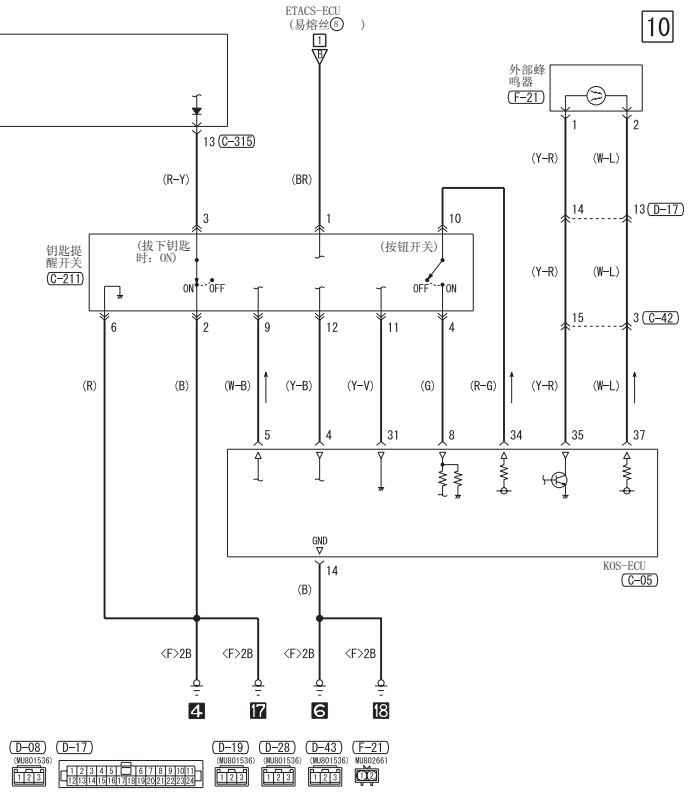 ETACS-ECU
(易熔丝⑧ )
10
1
B
外部蜂
鸣器
F-21
1
2
13 C-315
(Y-R)
(W-L)
(R-Y)
(BR)
14
13 D-17
3
1
10
钥匙提
醒开关
C-211
(拔下钥匙
时：ON)
(按钮开关)
ON
OFF
OFF
ON
(Y-R)
(W-L)
6
2
9
12
11
4
15
3 C-42
(R)
(B)
(W-B)
(Y-B)
(Y-V)
(G)
(R-G)
(Y-R)
(W-L)
5
4
31
8
34
35
37
GND
KOS-ECU
C-05
14
(B)
<F>2B
<F>2B
<F>2B
<F>2B
4
17
6
18
D-08
D-17
D-19
D-28
D-43
F-21
(MU801536)
(MU801536)
(MU801536)
(MU801536)
MU802661
1 2 3
1 2 3 4 5 6 7 8 9 10 11
12 13 14 15 16 17 18 19 20 21 22 23 24
1 2 3
1 2 3
1 2 3
1 2